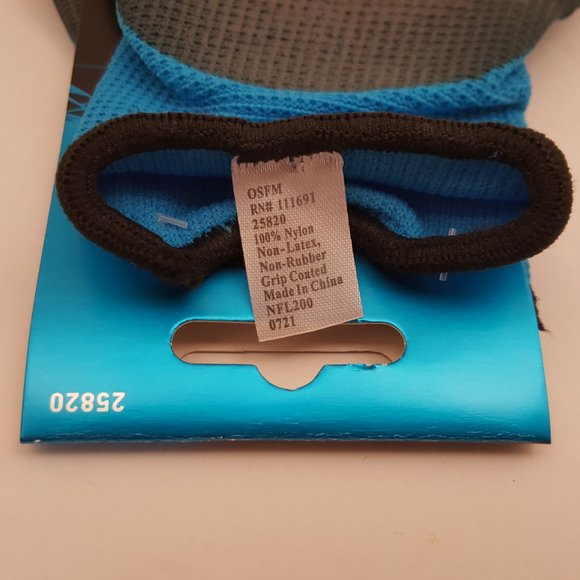 OSFM
RN# 111691
25820
100% Nylon
Non-Latex,
Non-Rubber
Grip Coated
Made In China
NFL200
0721
25820